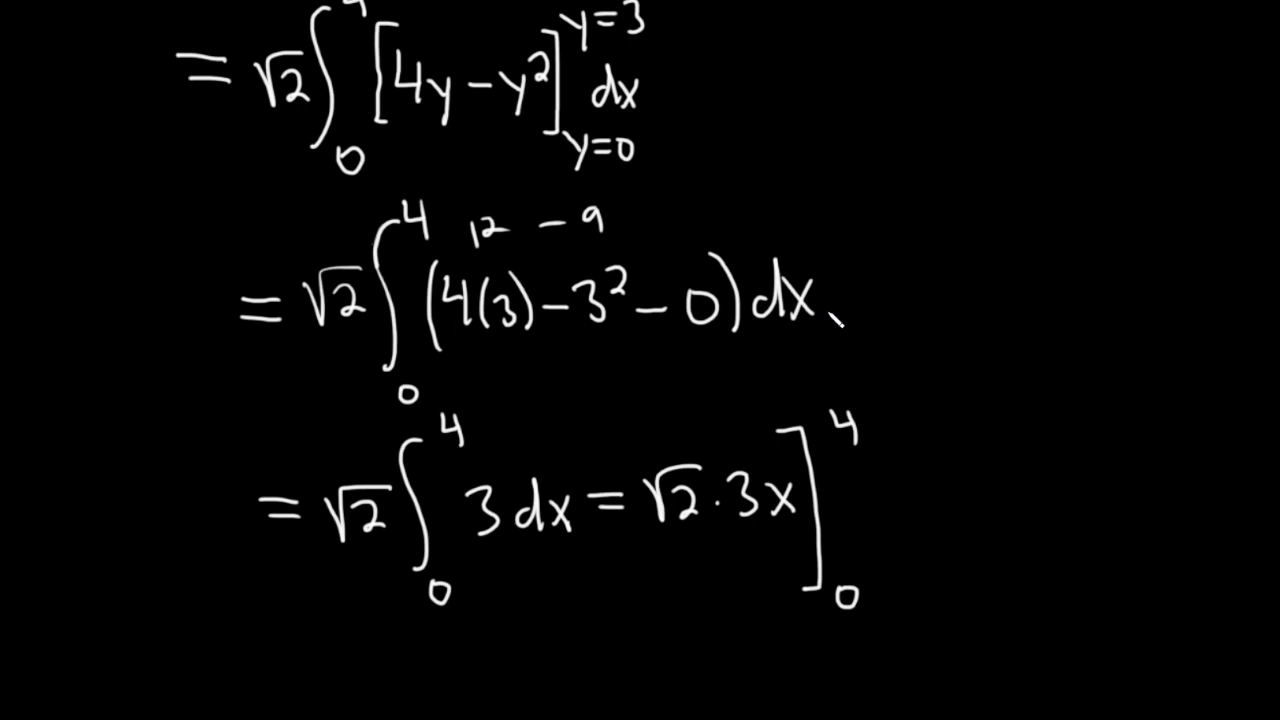 = √2 ∫₀⁴ [4y - y²]_{y=0}^{y=3} dx
12 - 9
= √2 ∫₀⁴ (4(3) - 3² - 0) dx
= √2 ∫₀⁴ 3 dx = √2 · 3x ]₀⁴